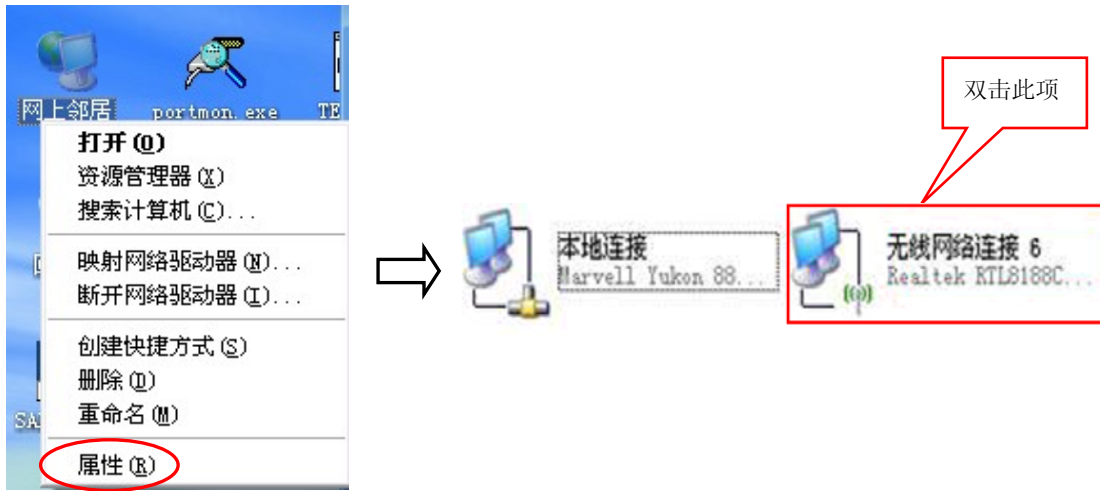 网上邻居
portmon.exe
TE
打开(O)
资源管理器(X)
搜索计算机(C)...
映射网络驱动器(N)...
断开网络驱动器(I)...
创建快捷方式(S)
删除(D)
重命名(M)
SA
属性(R)
本地连接
Marvell Yukon 88...
双击此项
无线网络连接 6
Realtek RTL8188C...